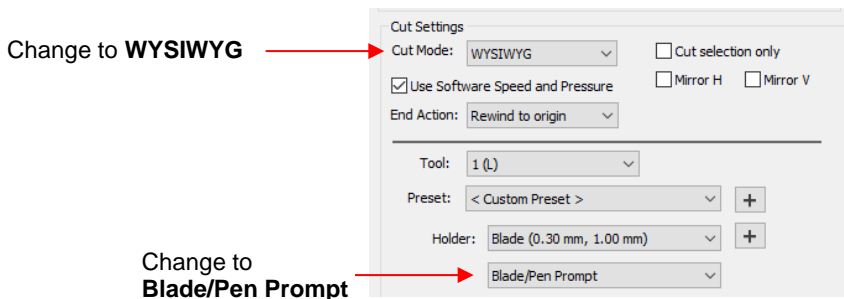 Cut Settings
Change to WYSIWYG
Cut Mode: WYSIWYG Cut selection only
Use Software Speed and Pressure Mirror H Mirror V
End Action: Rewind to origin
Tool: 1 (L)
Preset: < Custom Preset > +
Holder: Blade (0.30 mm, 1.00 mm) +
Change to
Blade/Pen Prompt
Blade/Pen Prompt